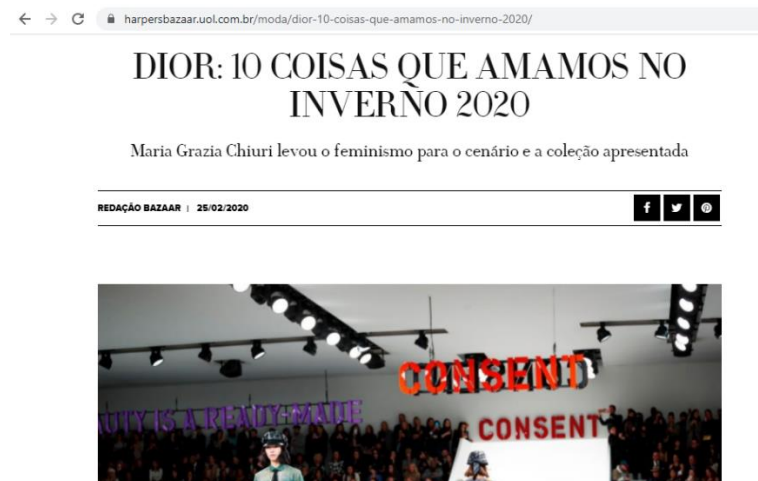 harpersbazaar.uol.com.br/moda/dior-10-coisas-que-amamos-no-inverno-2020/
DIOR: 10 COISAS QUE AMAMOS NO
INVERNO 2020
Maria Grazia Chiuri levou o feminismo para o cenário e a coleção apresentada
REDAÇÃO BAZAAR | 25/02/2020
CONSENT
UTY IS A READY-MADE
CONSENT